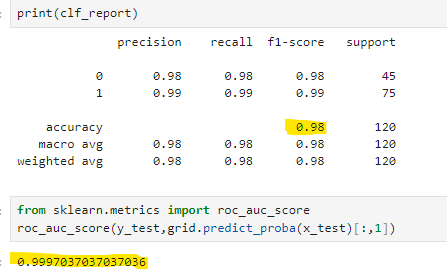 print(clf_report)
precision recall f1-score support
0 0.98 0.98 0.98 45
1 0.99 0.99 0.99 75
accuracy 0.98 120
macro avg 0.98 0.98 0.98 120
weighted avg 0.98 0.98 0.98 120
from sklearn.metrics import roc_auc_score
roc_auc_score(y_test,grid.predict_proba(x_test)[:,1])
0.9997037037037036